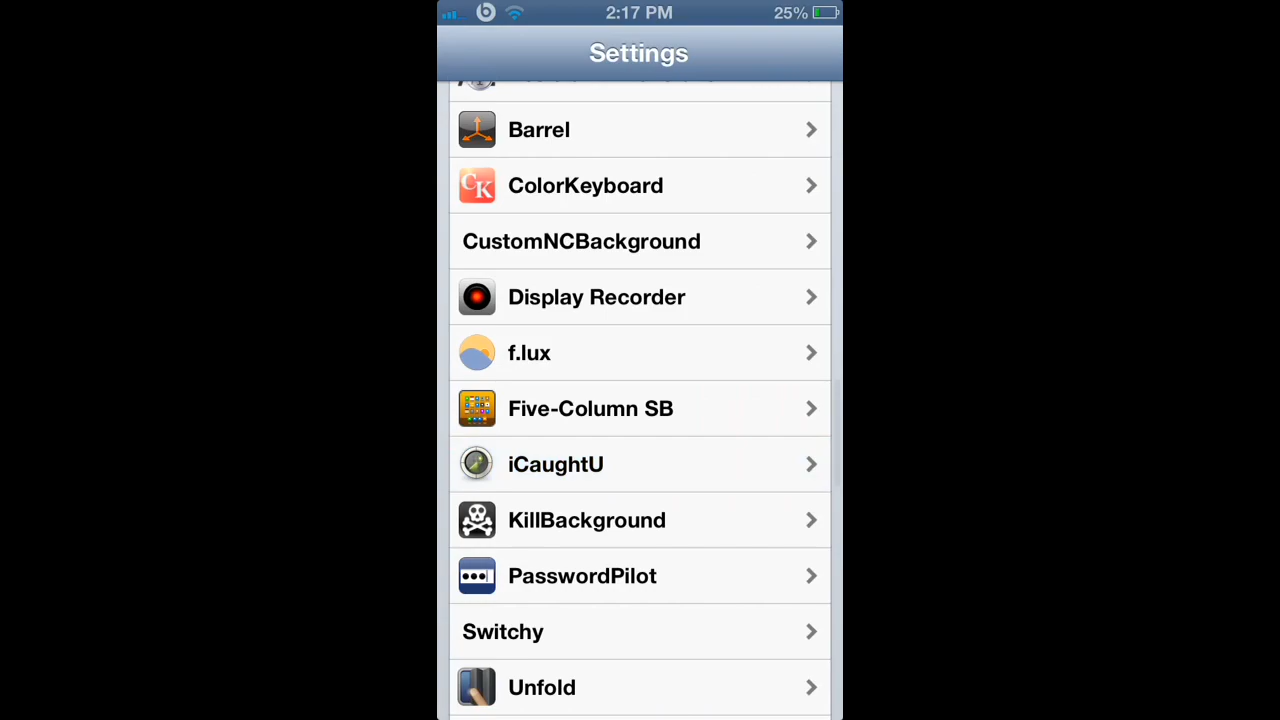 2:17 PM
25%
Settings
Barrel
CK
ColorKeyboard
CustomNCBackground
Display Recorder
f.lux
Five-Column SB
iCaughtU
KillBackground
PasswordPilot
Switchy
Unfold